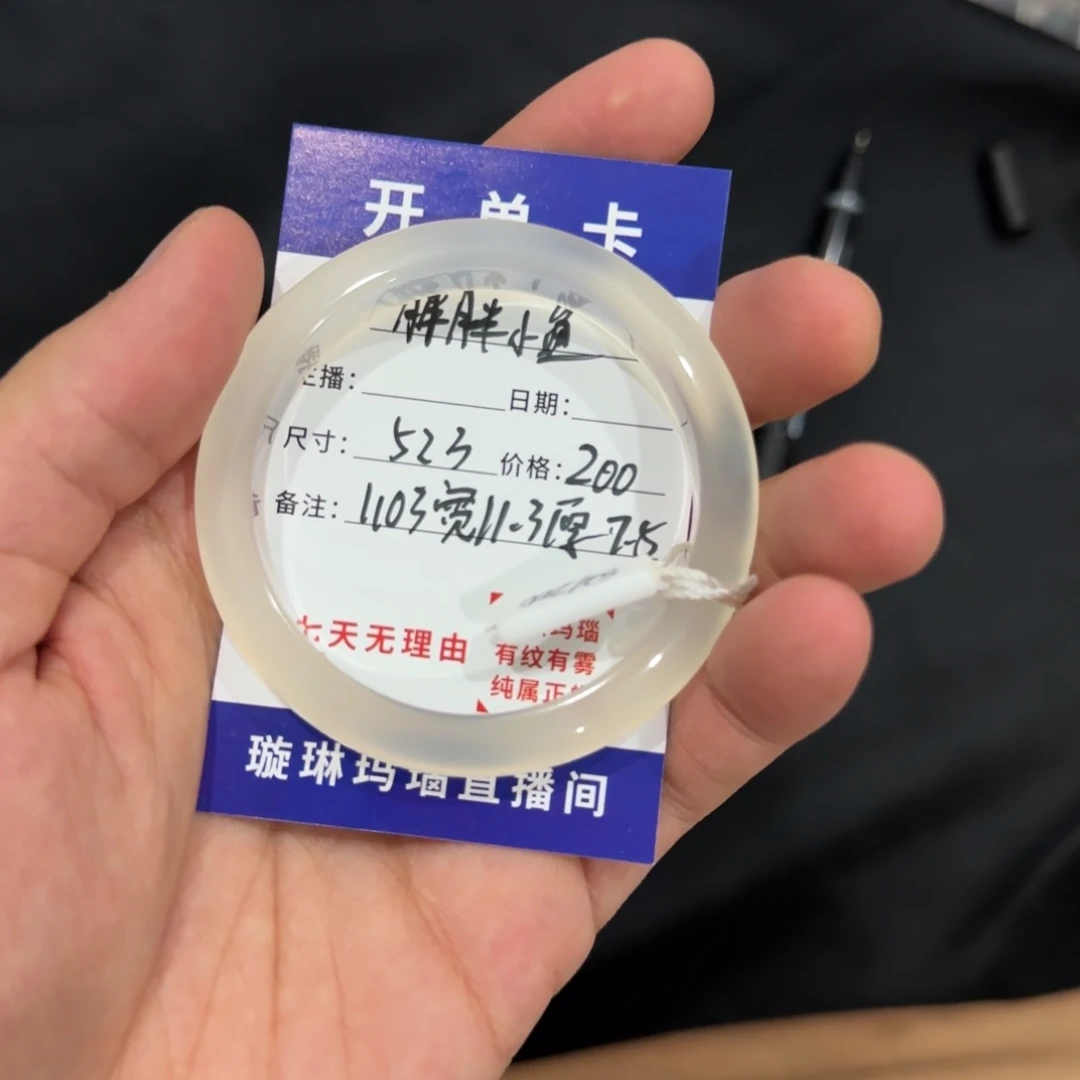 开单卡
胖胖小鱼
主播: 日期:
尺寸: 523 价格: 200
备注: 1103宽11.3厚7.5
七天无理由
玛瑙
有纹有雾
纯属正
璇琳玛瑙直播间